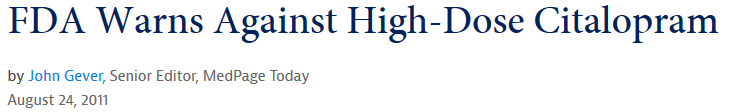 FDA Warns Against High-Dose Citalopram
by John Gever, Senior Editor, MedPage Today
August 24, 2011